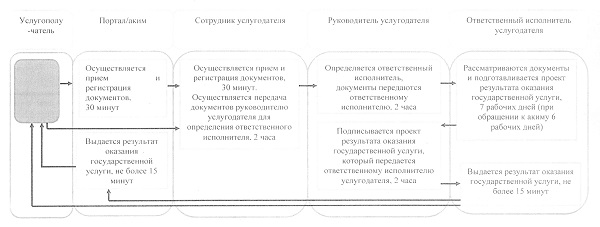 Услугополу
-чатель
Портал/аким
Сотрудник услугодателя
Руководитель услугодателя
Ответственный исполнитель
услугодателя
Осуществляется
прием и
регистрация
документов,
30 минут
Выдается результат
оказания
государственной
услуги, не более 15
минут
Осуществляется прием и
регистрация документов,
30 минут.
Осуществляется передача
документов руководителю
услугодателя для
определения ответственного
исполнителя, 2 часа
Определяется ответственный
исполнитель,
документы передаются
ответственному
исполнителю, 2 часа
Подписывается проект
результата оказания
государственной услуги,
который передается
ответственному исполнителю
услугодателя, 2 часа
Рассматриваются документы
и подготавливается проект
результата оказания
государственной услуги,
7 рабочих дней (при
обращении к акиму 6
рабочих дней)
Выдается результат оказания
государственной услуги, не
более 15 минут